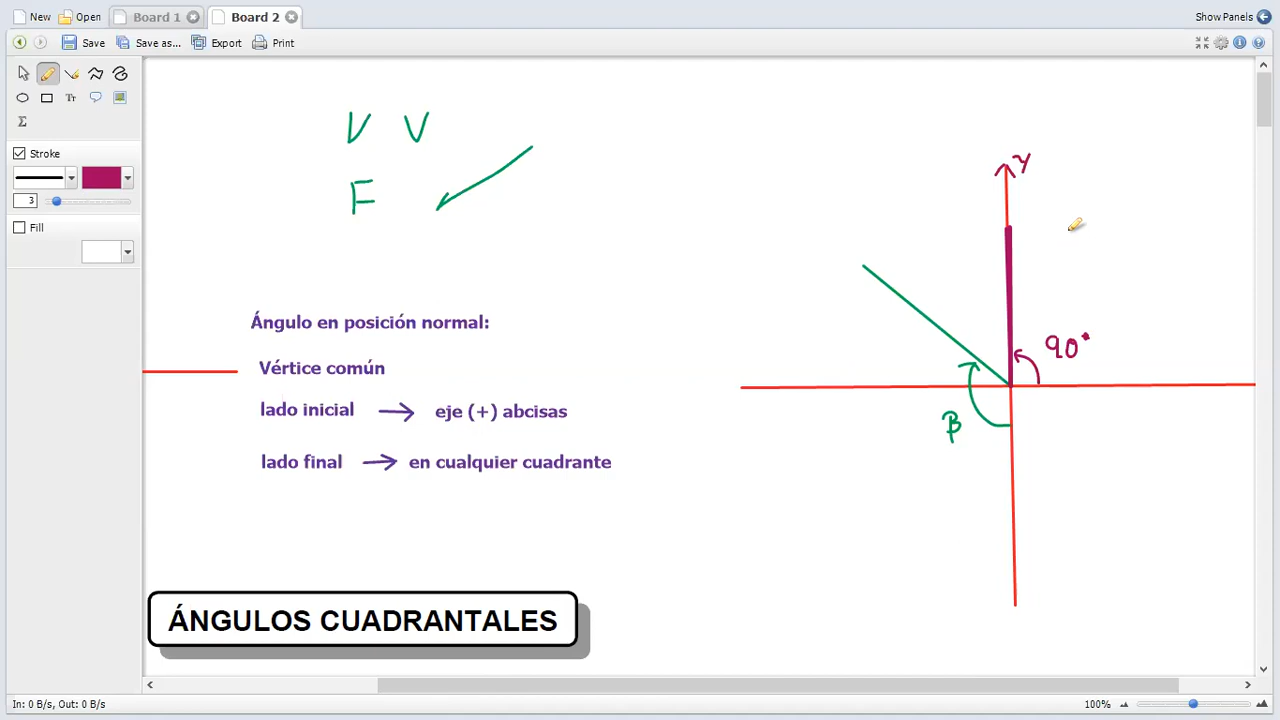 New Open Board 1 Board 2 Show Panels
Save Save as... Export Print
Tт
Σ
Stroke
3
Fill
V V
F
Y
90°
β
Ángulo en posición normal:
Vértice común
lado inicial → eje (+) abcisas
lado final → en cualquier cuadrante
ÁNGULOS CUADRANTALES
In: 0 B/s, Out: 0 B/s 100%